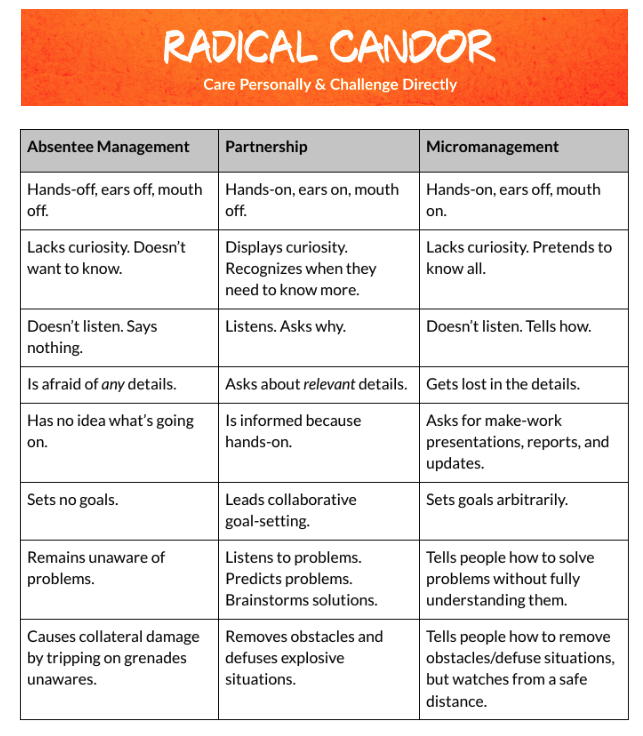 RADICAL CANDOR
Care Personally & Challenge Directly
Absentee Management
Partnership
Micromanagement
Hands-off, ears off, mouth
off.
Hands-on, ears on, mouth
off.
Hands-on, ears off, mouth
on.
Lacks curiosity. Doesn’t
want to know.
Displays curiosity.
Recognizes when they
need to know more.
Lacks curiosity. Pretends to
know all.
Doesn’t listen. Says
nothing.
Listens. Asks why.
Doesn’t listen. Tells how.
Is afraid of any details.
Asks about relevant details.
Gets lost in the details.
Has no idea what’s going
on.
Is informed because
hands-on.
Asks for make-work
presentations, reports, and
updates.
Sets no goals.
Leads collaborative
goal-setting.
Sets goals arbitrarily.
Remains unaware of
problems.
Listens to problems.
Predicts problems.
Brainstorms solutions.
Tells people how to solve
problems without fully
understanding them.
Causes collateral damage
by tripping on grenades
unawares.
Removes obstacles and
defuses explosive
situations.
Tells people how to remove
obstacles/defuse situations,
but watches from a safe
distance.